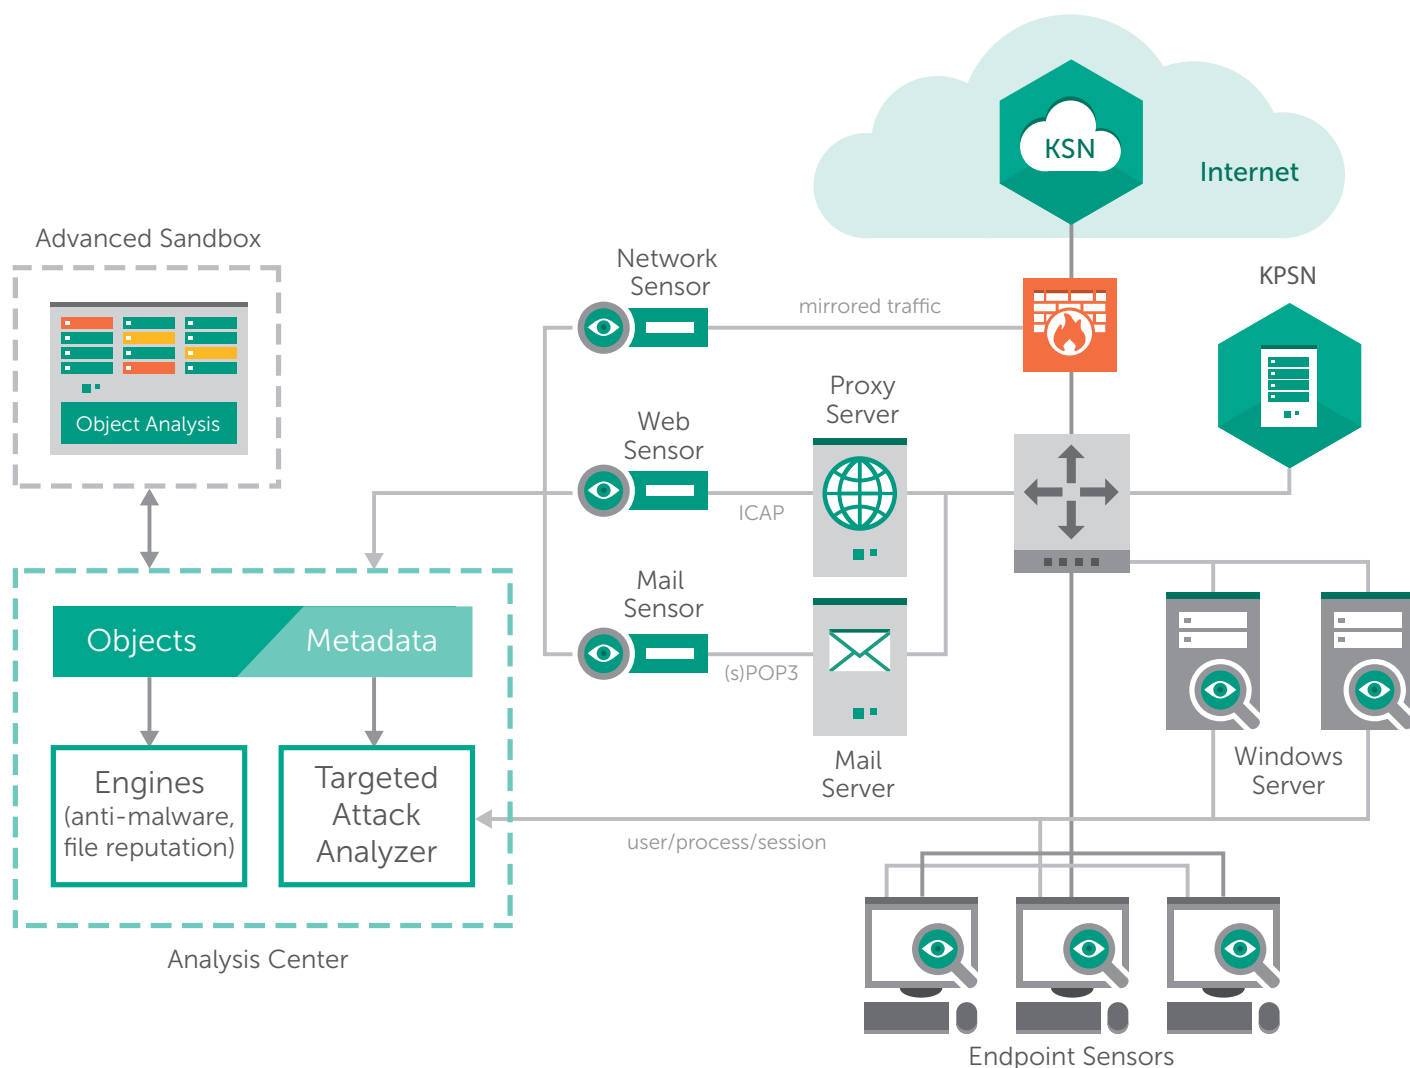 KSN
Internet
Advanced Sandbox
Network
Sensor
KPSN
mirrored traffic
Object Analysis
Web
Sensor
Proxy
Server
ICAP
Mail
Sensor
Objects
Metadata
(s)POP3
Mail
Server
Windows
Server
Engines
(anti-malware,
file reputation)
Targeted
Attack
Analyzer
user/process/session
Analysis Center
Endpoint Sensors